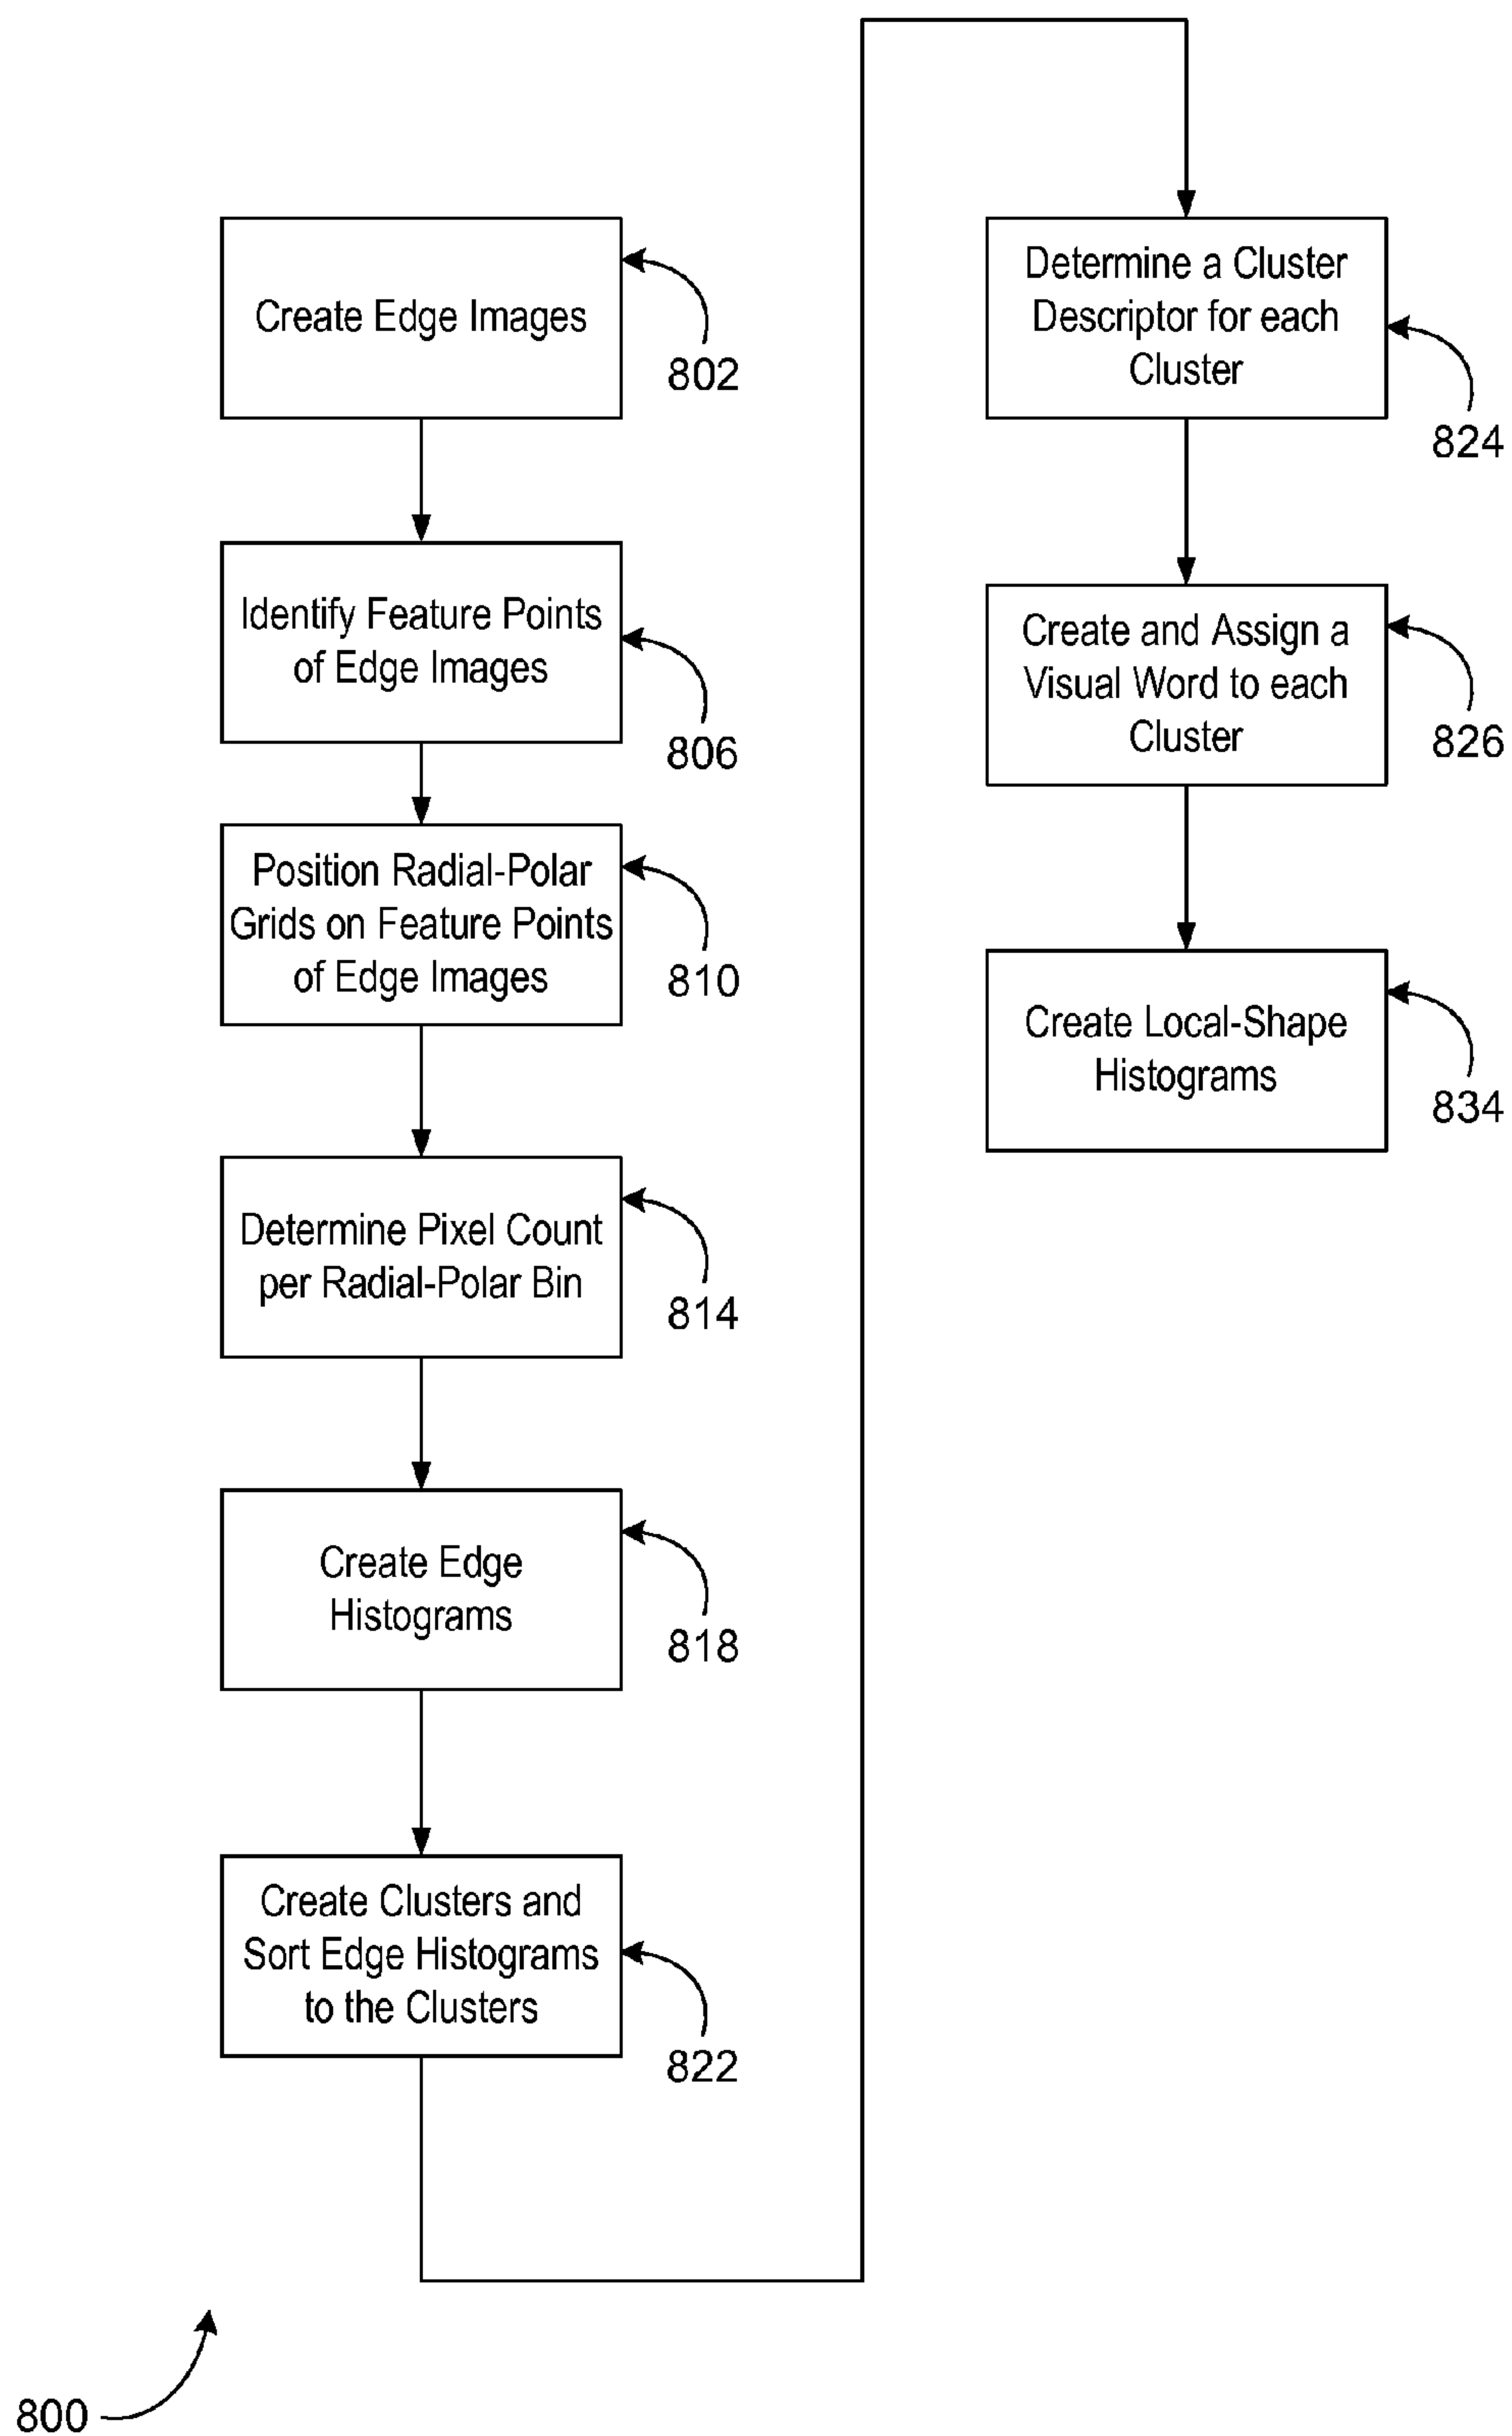 Create Edge Images
802
Identify Feature Points
of Edge Images
806
Position Radial-Polar
Grids on Feature Points
of Edge Images
810
Determine Pixel Count
per Radial-Polar Bin
814
Create Edge
Histograms
818
Create Clusters and
Sort Edge Histograms
to the Clusters
822
Determine a Cluster
Descriptor for each
Cluster
824
Create and Assign a
Visual Word to each
Cluster
826
Create Local-Shape
Histograms
834
800